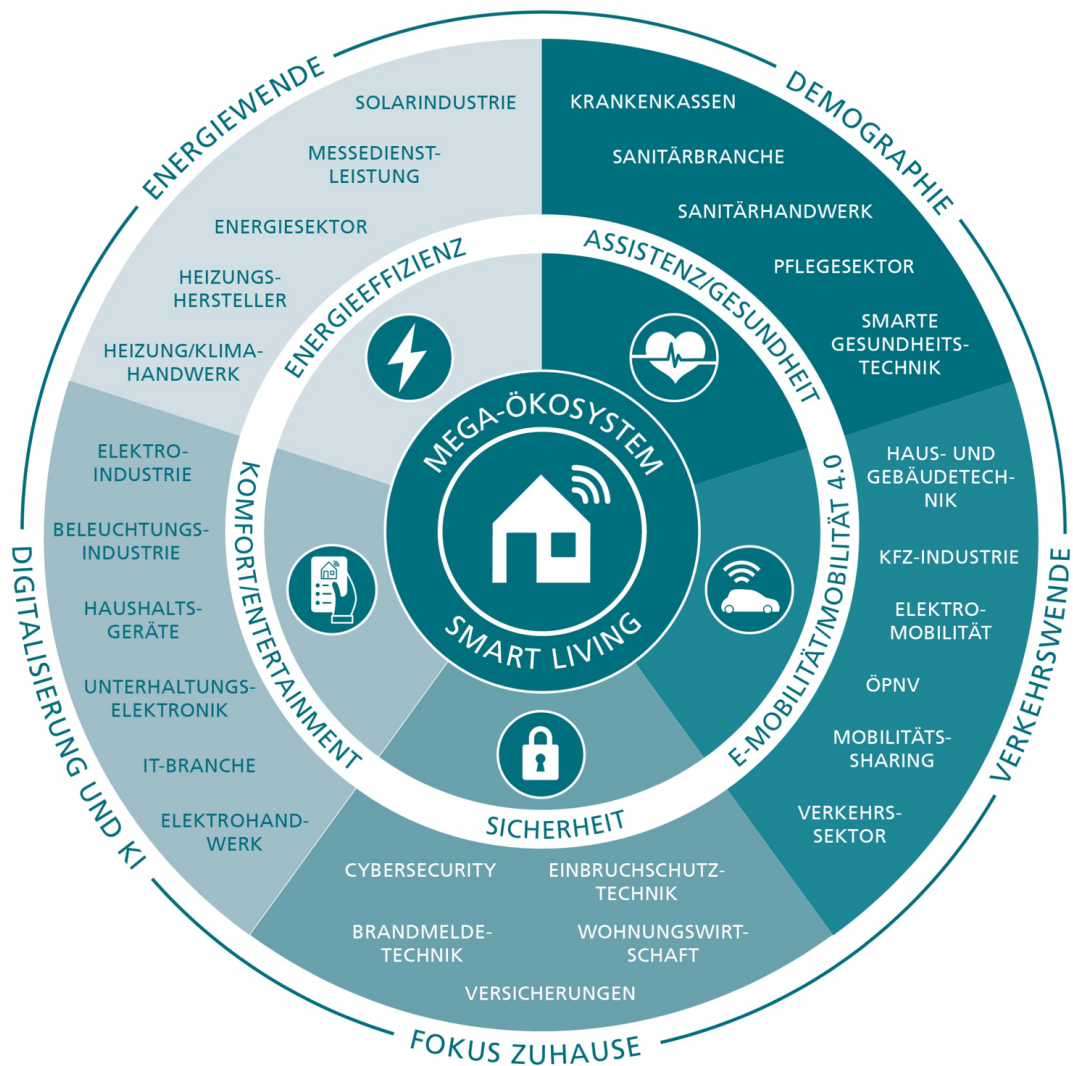 ENERGIEWENDE
SOLARINDUSTRIE
MESSEDIENST-
LEISTUNG
ENERGIESEKTOR
HEIZUNGS-
HERSTELLER
HEIZUNG/KLIMA-
HANDWERK
ENERGIEEFFIZIENZ
DEMOGRAPHIE
KRANKENKASSEN
SANITÄRBRANCHE
SANITÄRHANDWERK
PFLEGESEKTOR
SMARTE
GESUNDHEITS-
TECHNIK
ASSISTENZ/GESUNDHEIT
VERKEHRSWENDE
HAUS- UND
GEBÄUDETECH-
NIK
KFZ-INDUSTRIE
ELEKTRO-
MOBILITÄT
ÖPNV
MOBILITÄTS-
SHARING
VERKEHRS-
SEKTOR
E-MOBILITÄT/MOBILITÄT 4.0
FOKUS ZUHAUSE
CYBERSECURITY
EINBRUCHSCHUTZ-
TECHNIK
BRANDMELDE-
TECHNIK
WOHNUNGSWIRT-
SCHAFT
VERSICHERUNGEN
SICHERHEIT
DIGITALISIERUNG UND KI
ELEKTRO-
INDUSTRIE
BELEUCHTUNGS-
INDUSTRIE
HAUSHALTS-
GERÄTE
UNTERHALTUNGS-
ELEKTRONIK
IT-BRANCHE
ELEKTROHAND-
WERK
KOMFORT/ENTERTAINMENT
MEGA-ÖKOSYSTEM
SMART LIVING